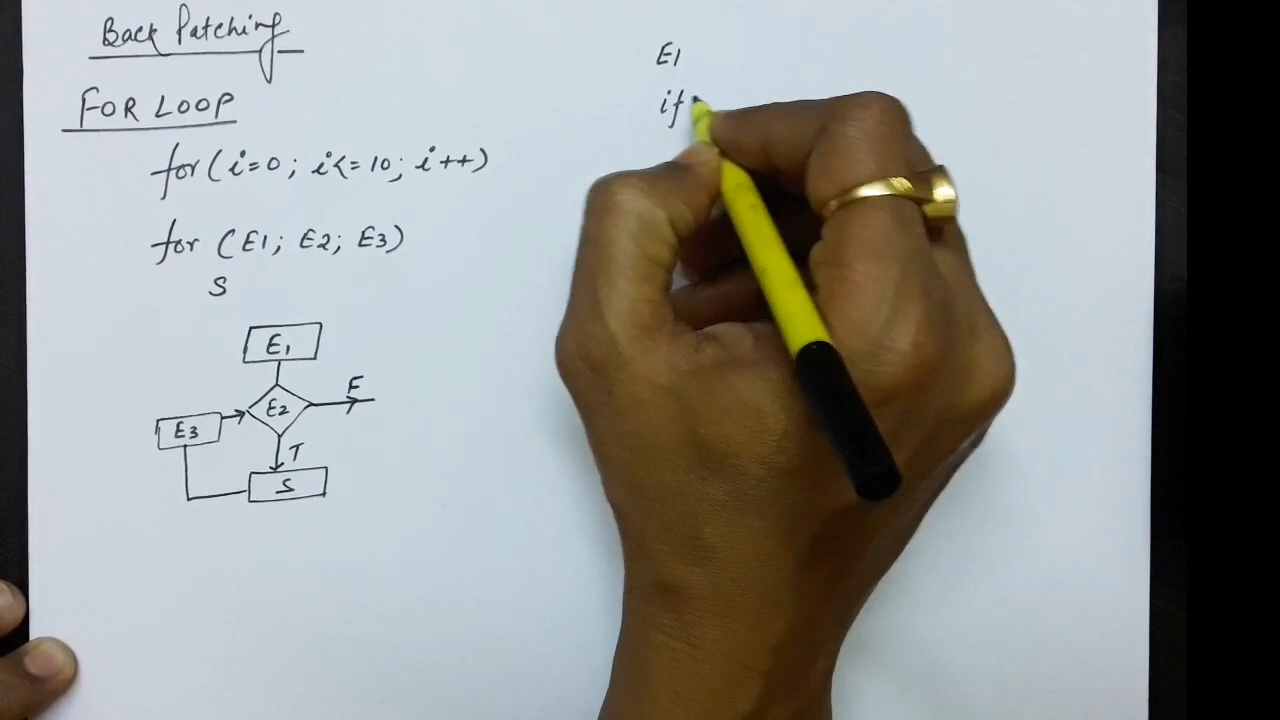 Back Patching
FOR LOOP
for (i=0; i<=10; i++)
for (E1; E2; E3)
S
E1
E2
F
E3
T
S
E1
if